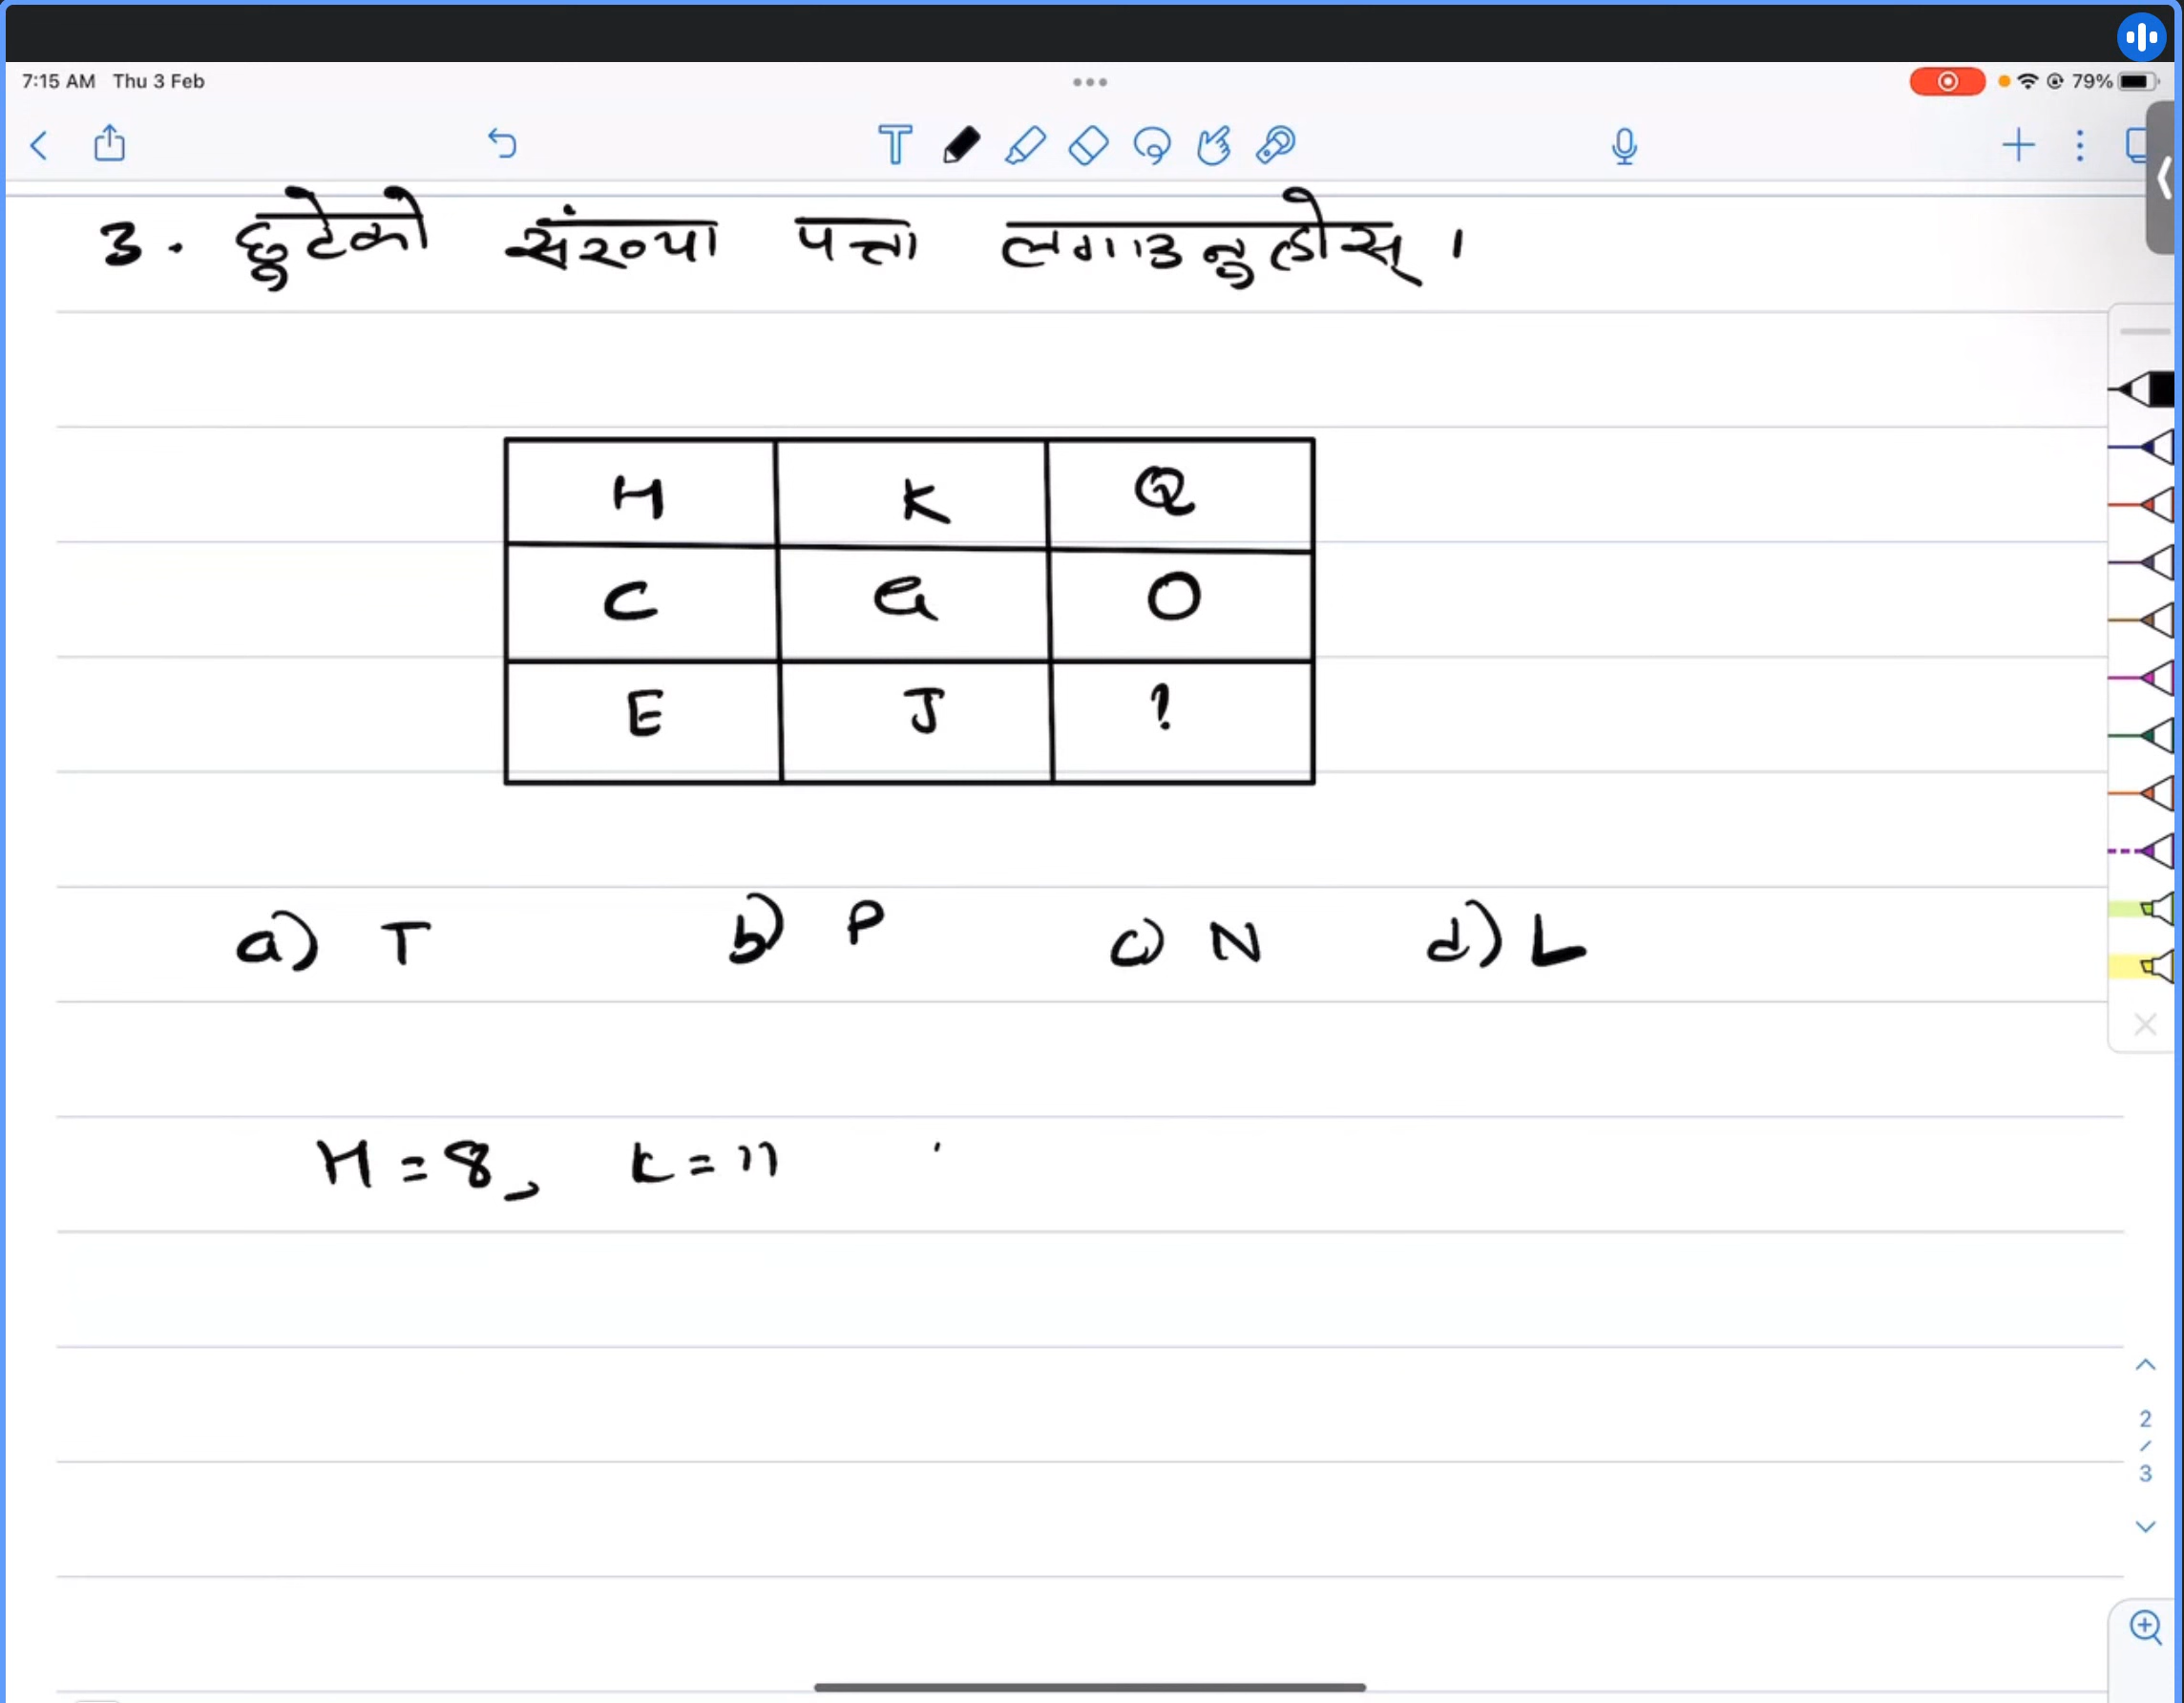 7:15 AM Thu 3 Feb 79%
3. छुटेको संख्या पत्ता लगाउनुहोस् ।
H K Q
C G O
E J ?
a) T b) P c) N d) L
H = 8, K = 11
2
/
3